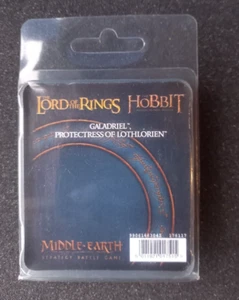 THE LORD OF THE RINGS THE HOBBIT
GALADRIEL™,
PROTECTRESS OF LOTHLÓRIEN™
MIDDLE-EARTH
STRATEGY BATTLE GAME